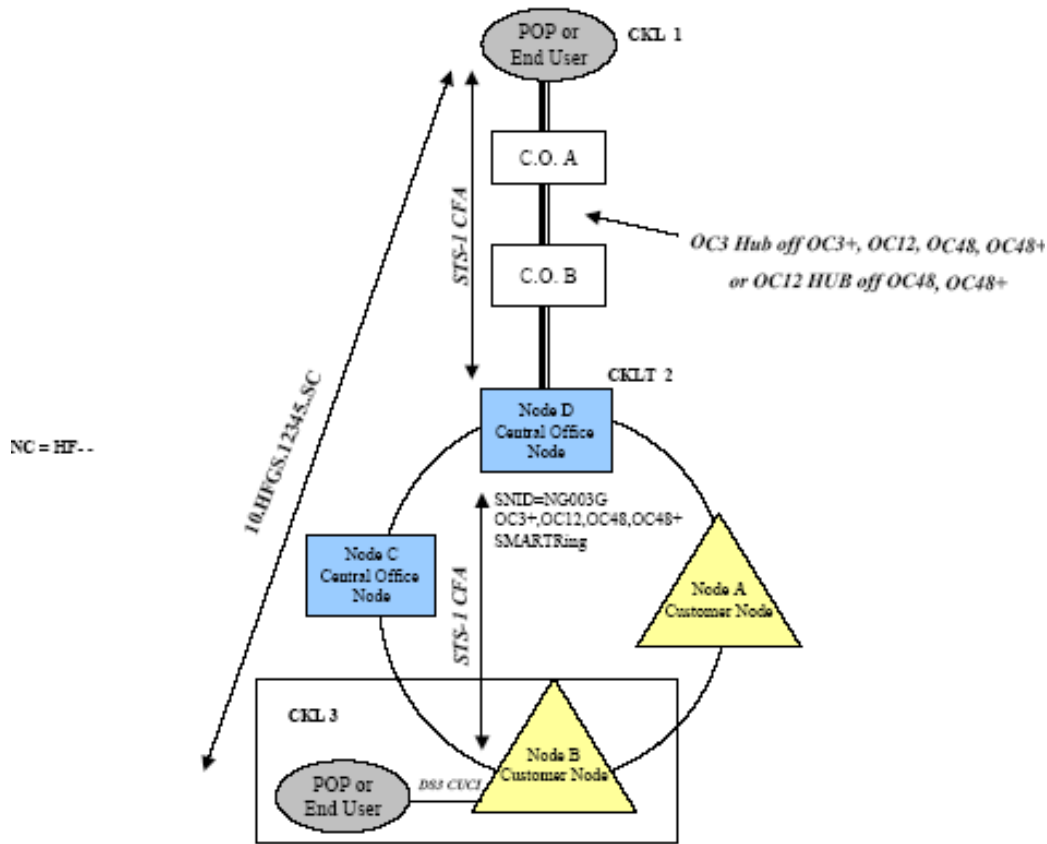 POP or
End User
CKL 1
C.O. A
STS-1 CFA
OC3 Hub off OC3+, OC12, OC48, OC48+
or OC12 HUB off OC48, OC48+
C.O. B
CKLT 2
Node D
Central Office
Node
10.HFGS.12345..SC
NC = HF--
SNID=NG003G
OC3+,OC12,OC48,OC48+
SMARTRing
Node C
Central Office
Node
STS-1 CFA
Node A
Customer Node
CKL 3
Node B
Customer Node
POP or
End User
DS3 CUCI